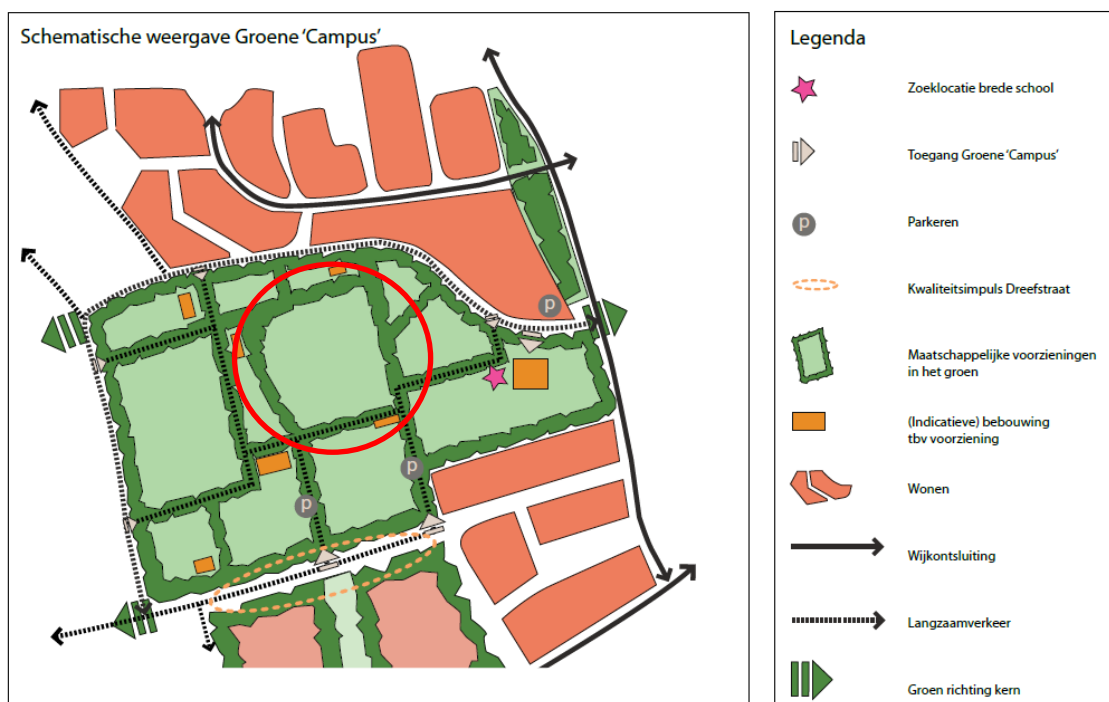 Schematische weergave Groene 'Campus'
P
P
P
Legenda
Zoeklocatie brede school
Toegang Groene 'Campus'
P
Parkeren
Kwaliteitsimpuls Dreefstraat
Maatschappelijke voorzieningen
in het groen
(Indicatieve) bebouwing
tbv voorziening
Wonen
Wijkontsluiting
Langzaamverkeer
Groen richting kern